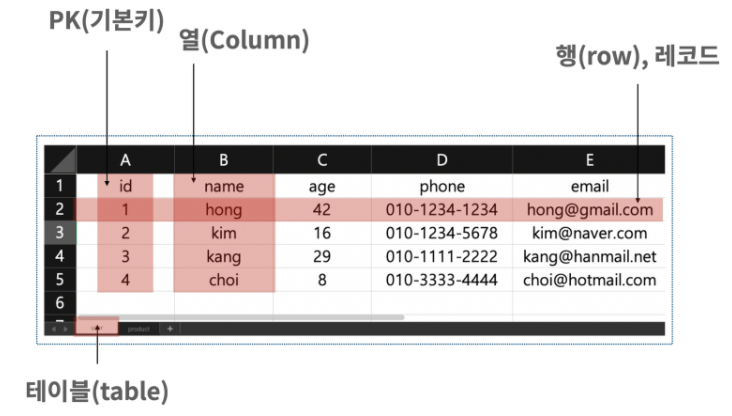 PK(기본키)
열(Column)
행(row), 레코드
A B C D E
1 id name age phone email
2 1 hong 42 010-1234-1234 hong@gmail.com
3 2 kim 16 010-1234-5678 kim@naver.com
4 3 kang 29 010-1111-2222 kang@hanmail.net
5 4 choi 8 010-3333-4444 choi@hotmail.com
6
product +
테이블(table)